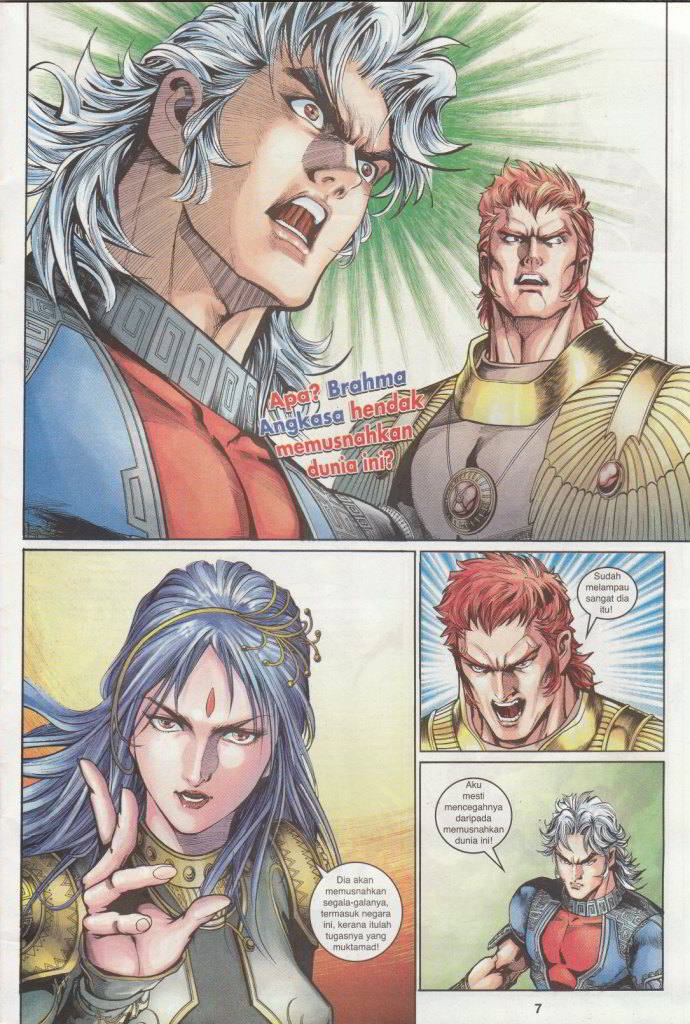 Apa? Brahma
Angkasa hendak
memusnahkan
dunia ini?
Dia akan
memusnahkan
segala-galanya,
termasuk negara
ini, kerana itulah
tugasnya yang
muktamad!
Sudah
melampau
sangat dia
itu!
Aku
mesti
mencegahnya
daripada
memusnahkan
dunia ini!
7